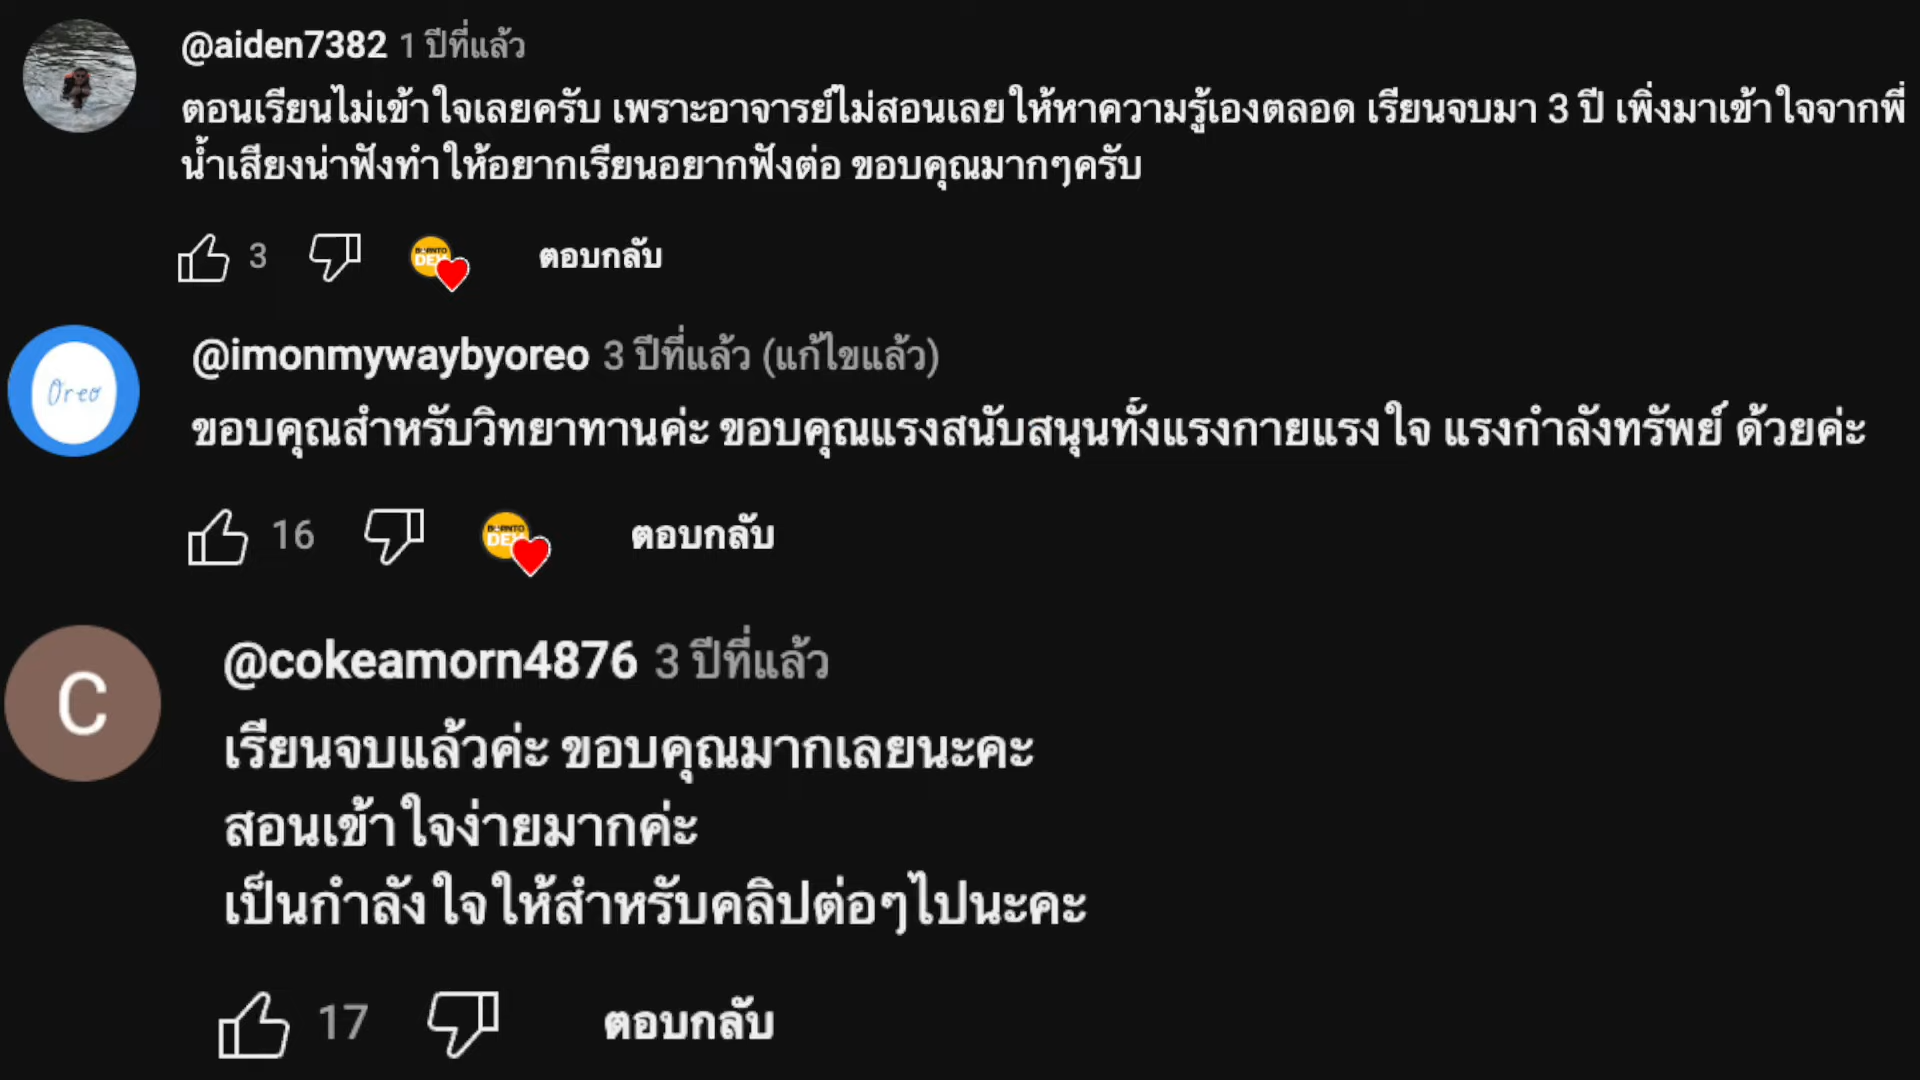 @aiden7382 1 ปีที่แล้ว
ตอนเรียนไม่เข้าใจเลยครับ เพราะอาจารย์ไม่สอนเลยให้หาความรู้เองตลอด เรียนจบมา 3 ปี เพิ่งมาเข้าใจจากพี่
น้ำเสียงน่าฟังทำให้อยากเรียนอยากฟังต่อ ขอบคุณมากๆครับ
3 BORNTO DEV ตอบกลับ
Oreo
@imonmywaybyoreo 3 ปีที่แล้ว (แก้ไขแล้ว)
ขอบคุณสำหรับวิทยาทานค่ะ ขอบคุณแรงสนับสนุนทั้งแรงกายแรงใจ แรงกำลังทรัพย์ ด้วยค่ะ
16 BORNTO DEV ตอบกลับ
C
@cokeamorn4876 3 ปีที่แล้ว
เรียนจบแล้วค่ะ ขอบคุณมากเลยนะคะ
สอนเข้าใจง่ายมากค่ะ
เป็นกำลังใจให้สำหรับคลิปต่อๆไปนะคะ
17 ตอบกลับ